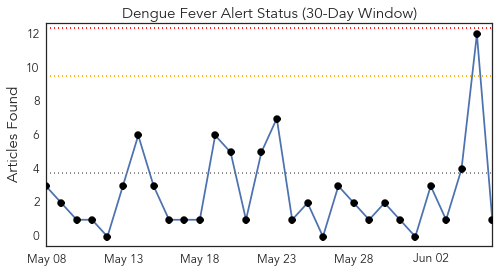 Dengue Fever Alert Status (30-Day Window)
Articles Found
12
10
8
6
4
2
0
May 08 May 13 May 18 May 23 May 28 Jun 02